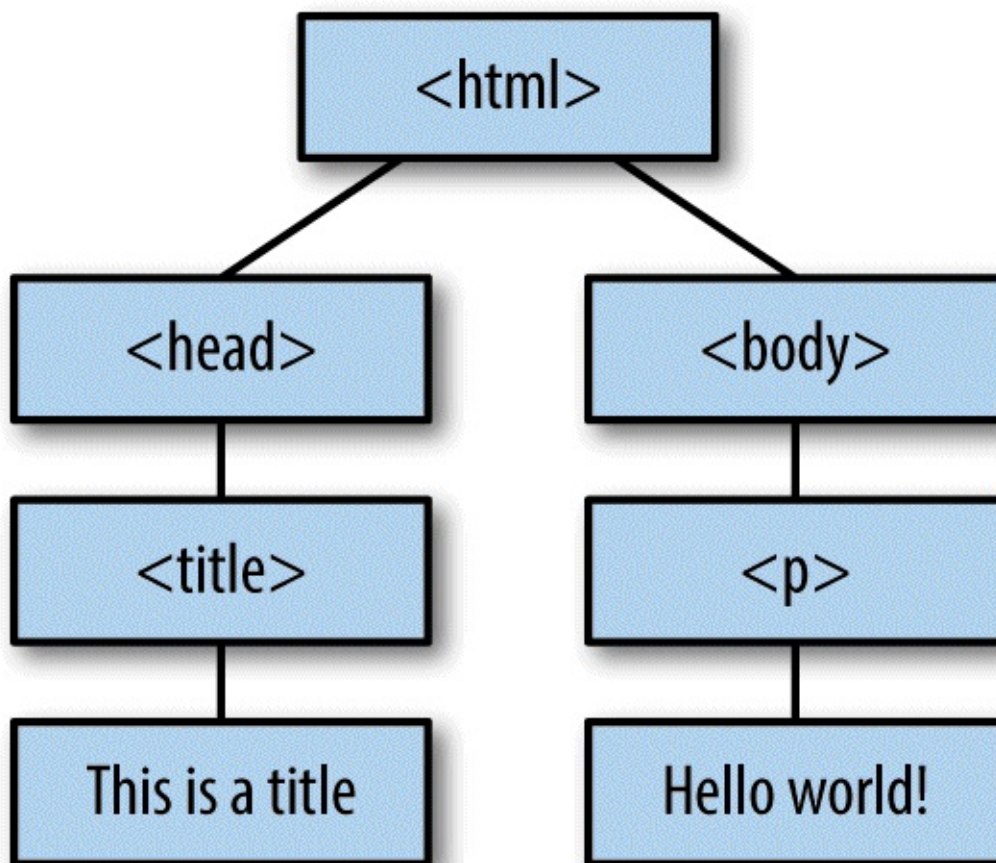 <html>
<head>
<body>
<title>
<p>
This is a title
Hello world!